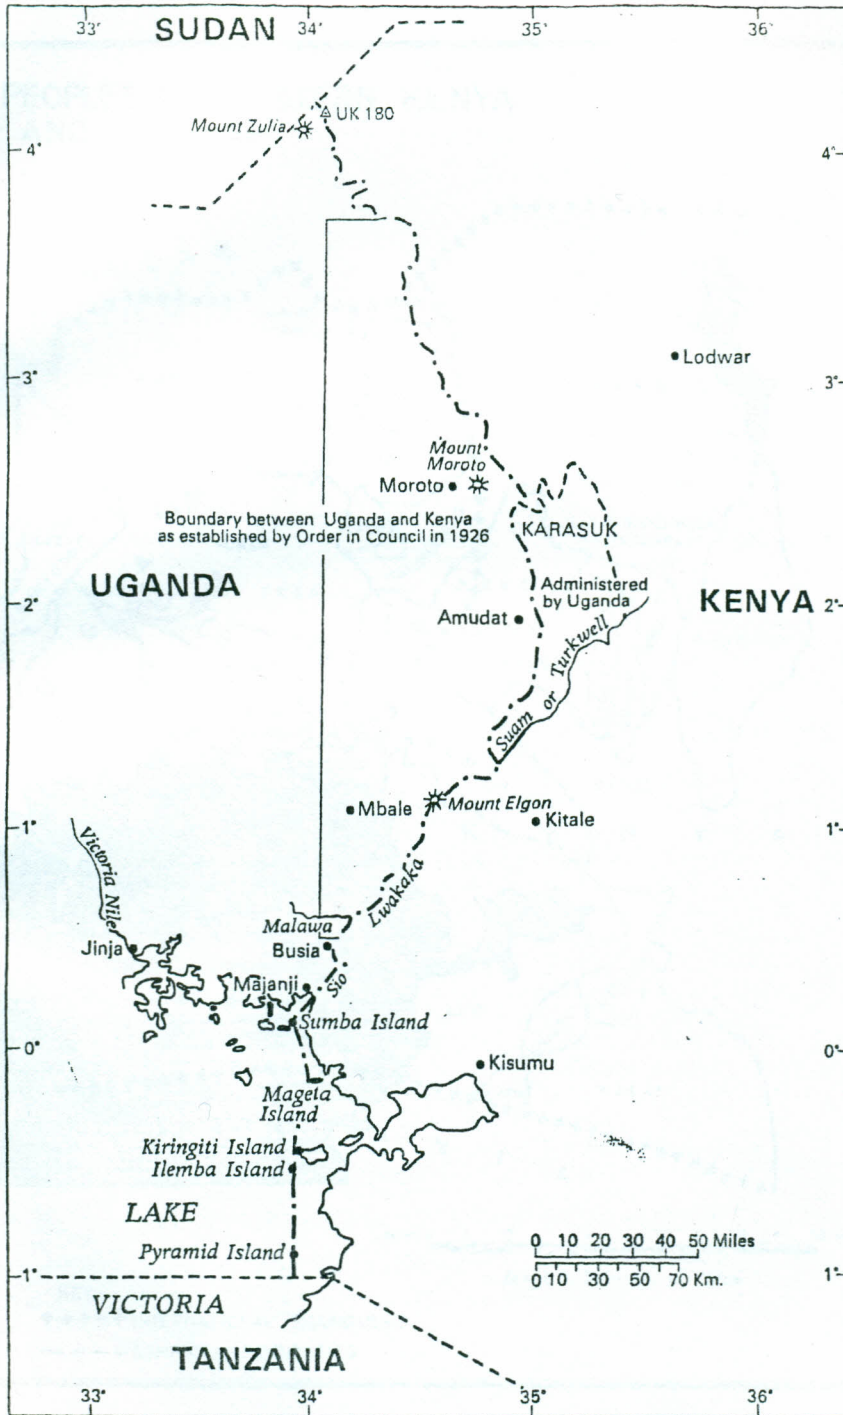 33°
34°
35°
36°
SUDAN
UK 180
Mount Zulia
4°
4°
3°
3°
Lodwar
Mount
Moroto
Moroto
Boundary between Uganda and Kenya
as established by Order in Council in 1926
KARASUK
UGANDA
Administered
by Uganda
KENYA
2°
2°
Amudat
Suam or Turkwell
Mbale
Mount Elgon
Kitale
1°
1°
Victoria Nile
Lwakaka
Malawa
Jinja
Busia
Majanji
Sio
Sumba Island
0°
0°
Kisumu
Mageta
Island
Kiringiti Island
Ilemba Island
LAKE
Pyramid Island
0 10 20 30 40 50 Miles
0 10 30 50 70 Km.
1°
1°
VICTORIA
TANZANIA
33°
34°
35°
36°